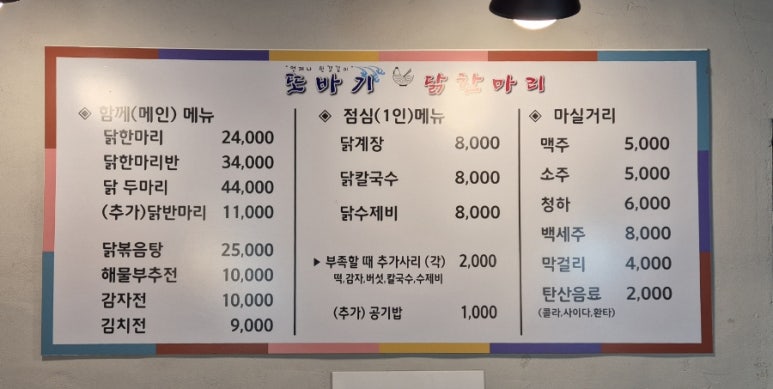 "언제나 한결같이"
또바기 닭한마리
◈ 함께(메인) 메뉴
닭한마리 24,000
닭한마리반 34,000
닭 두마리 44,000
(추가)닭반마리 11,000
닭볶음탕 25,000
해물부추전 10,000
감자전 10,000
김치전 9,000
◈ 점심(1인)메뉴
닭계장 8,000
닭칼국수 8,000
닭수제비 8,000
▶ 부족할 때 추가사리 (각) 2,000
떡,감자,버섯,칼국수,수제비
(추가) 공기밥 1,000
◈ 마실거리
맥주 5,000
소주 5,000
청하 6,000
백세주 8,000
막걸리 4,000
탄산음료 2,000
(콜라,사이다,환타)